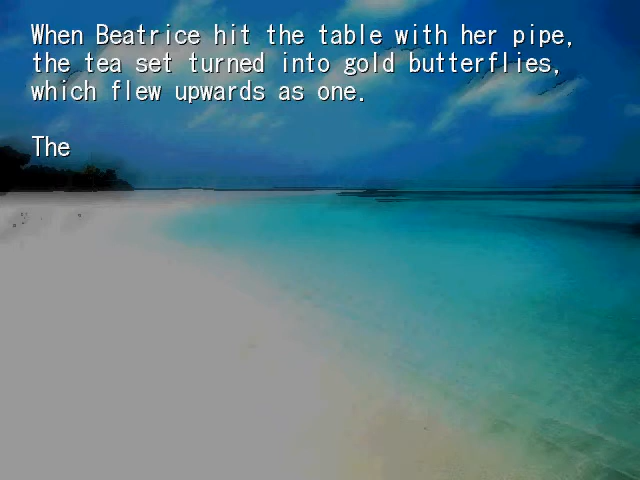 When Beatrice hit the table with her pipe,
the tea set turned into gold butterflies,
which flew upwards as one.
The